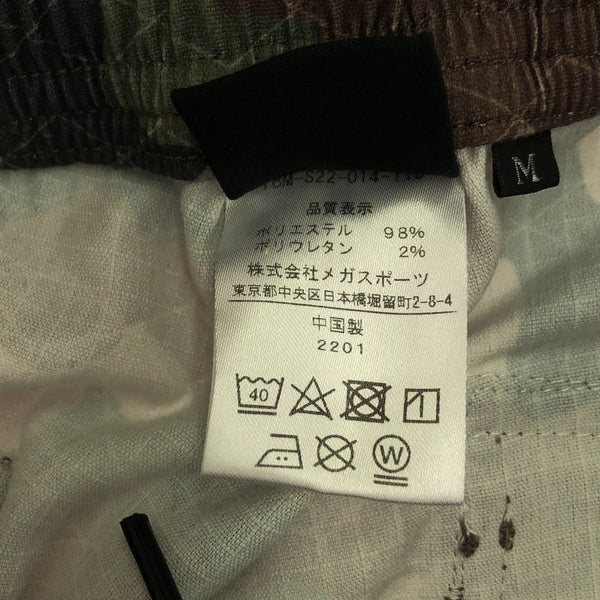 S22-014-
M
品質表示
ポリエステル 98%
ポリウレタン 2%
株式会社メガスポーツ
東京都中央区日本橋堀留町2-8-4
中国製
2201
40
W